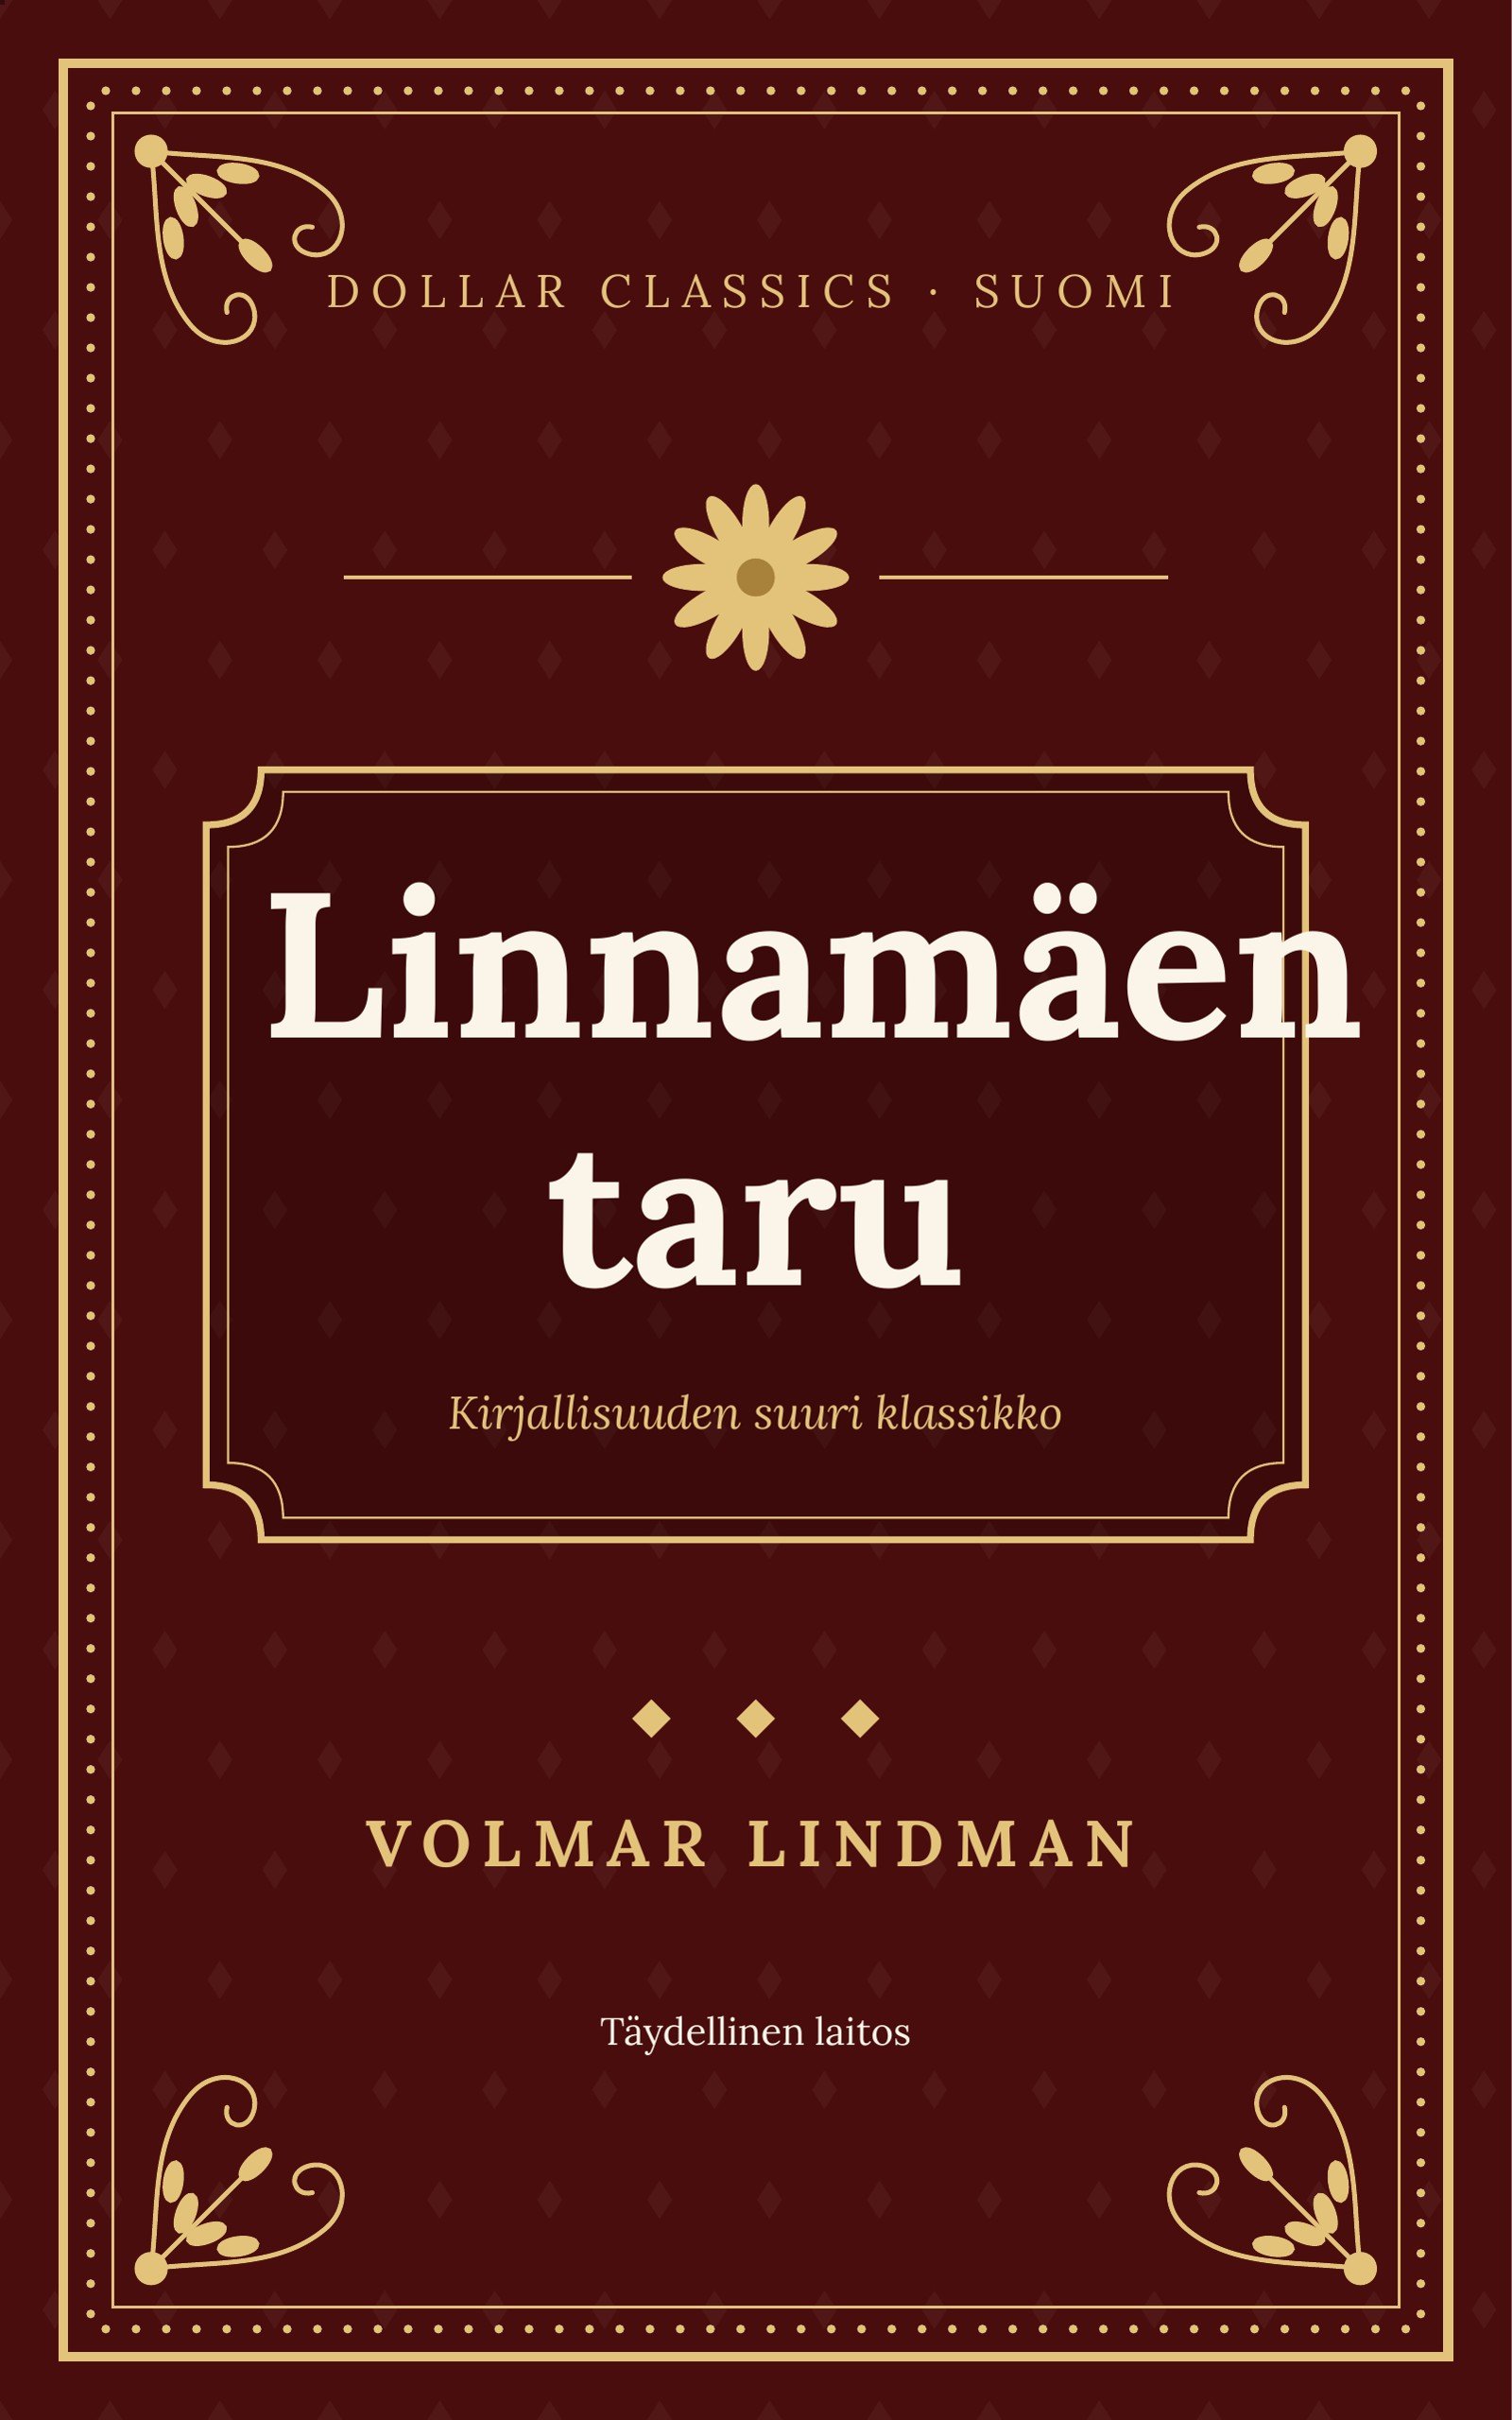 DOLLAR CLASSICS · SUOMI
Linnamäen
taru
Kirjallisuuden suuri klassikko
VOLMAR LINDMAN
Täydellinen laitos